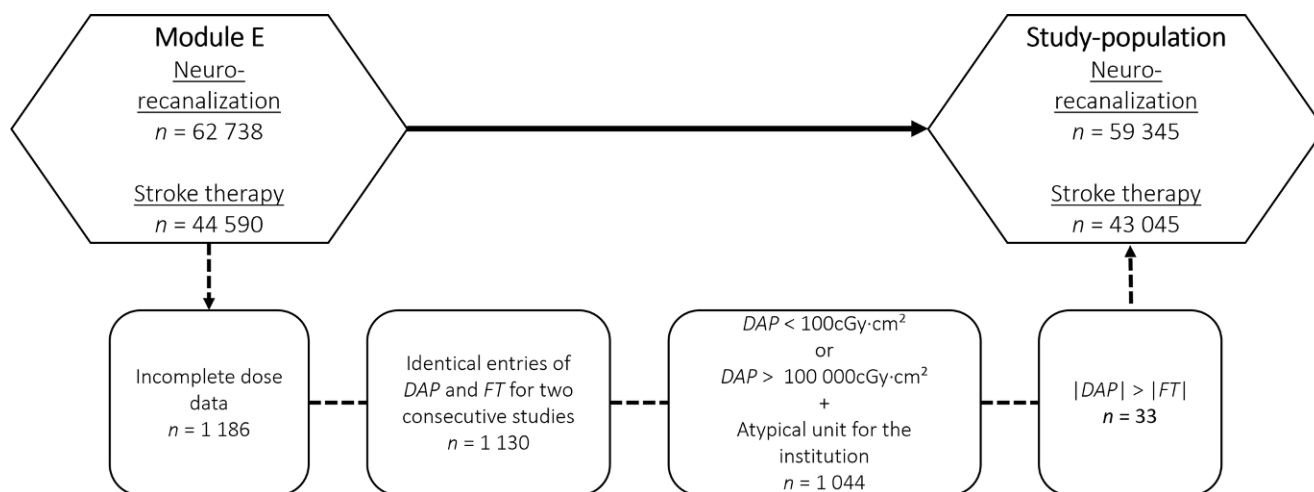 Module E
Neuro-
recanalization
n = 62 738
Stroke therapy
n = 44 590
Study-population
Neuro-
recanalization
n = 59 345
Stroke therapy
n = 43 045
Incomplete dose
data
n = 1 186
Identical entries of
DAP and FT for two
consecutive studies
n = 1 130
DAP < 100cGy·cm²
or
DAP > 100 000cGy·cm²
+
Atypical unit for the
institution
n = 1 044
|DAP| > |FT|
n = 33